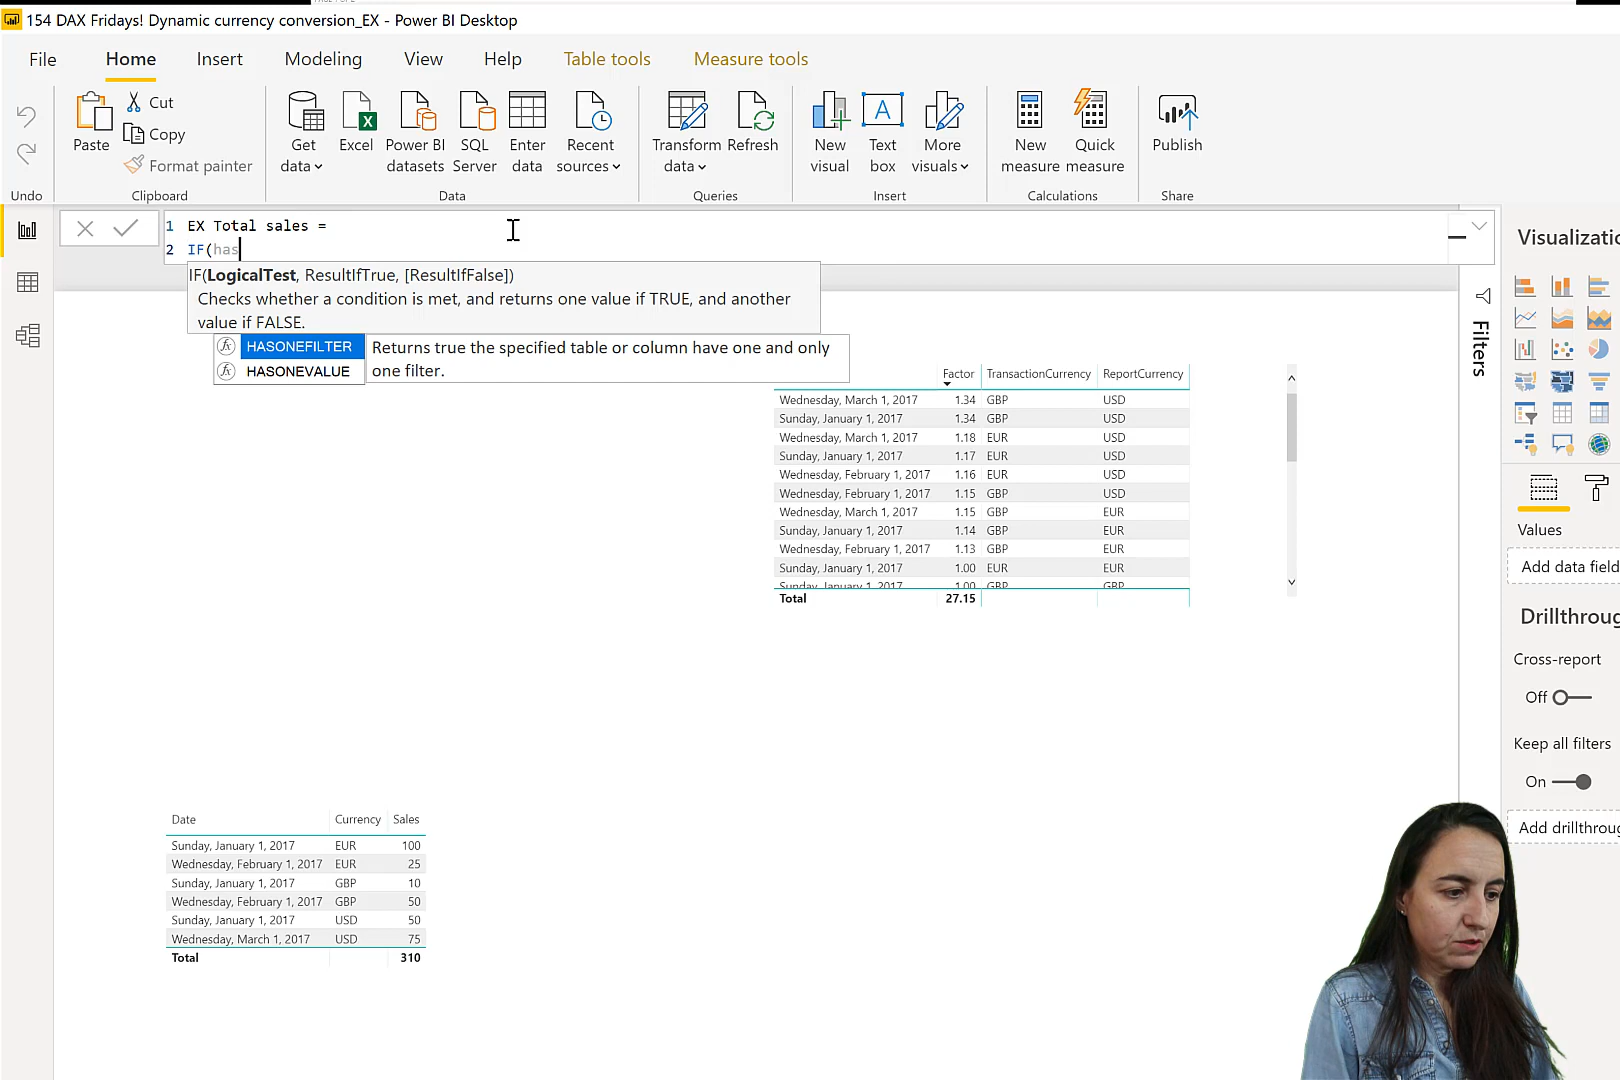 154 DAX Fridays! Dynamic currency conversion_EX - Power BI Desktop
File Home Insert Modeling View Help Table tools Measure tools
Paste
Cut
Copy
Format painter
Get data
Excel
Power BI datasets
SQL Server
Enter data
Recent sources
Transform data
Refresh
New visual
Text box
More visuals
New measure
Quick measure
Publish
Undo Clipboard Data Queries Insert Calculations Share
1 EX Total sales =
2 IF(has
IF(LogicalTest, ResultIfTrue, [ResultIfFalse])
Checks whether a condition is met, and returns one value if TRUE, and another
value if FALSE.
HASONEFILTER
HASONEVALUE
Returns true the specified table or column have one and only
one filter.
Factor TransactionCurrency ReportCurrency
Wednesday, March 1, 2017 1.34 GBP USD
Sunday, January 1, 2017 1.34 GBP USD
Wednesday, March 1, 2017 1.18 EUR USD
Sunday, January 1, 2017 1.17 EUR USD
Wednesday, February 1, 2017 1.16 EUR USD
Wednesday, February 1, 2017 1.15 GBP USD
Wednesday, March 1, 2017 1.15 GBP EUR
Sunday, January 1, 2017 1.14 GBP EUR
Wednesday, February 1, 2017 1.13 GBP EUR
Sunday, January 1, 2017 1.00 EUR EUR
Sunday, January 1, 2017 1.00 GBP GBP
Total 27.15
Date Currency Sales
Sunday, January 1, 2017 EUR 100
Wednesday, February 1, 2017 EUR 25
Sunday, January 1, 2017 GBP 10
Wednesday, February 1, 2017 GBP 50
Sunday, January 1, 2017 USD 50
Wednesday, March 1, 2017 USD 75
Total 310
Filters
Visualizatio
Values
Add data field
Drillthroug
Cross-report
Off
Keep all filters
On
Add drillthroug